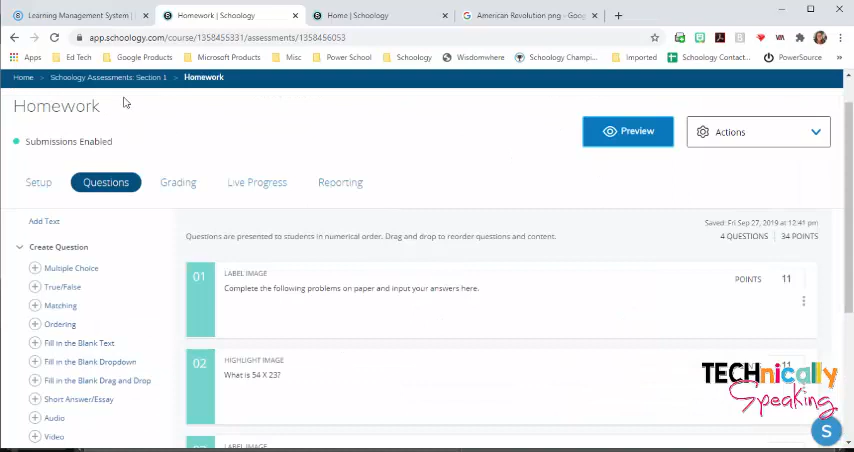 Learning Management System |
Homework | Schoology
Home | Schoology
American Revolution png - Goog
app.schoology.com/course/1358455331/assessments/1358456053
Apps
Ed Tech
Google Products
Microsoft Products
Misc
Power School
Schoology
Wisdomwhere
Schoology Champi...
Imported
Schoology Contact...
PowerSource
Home > Schoology Assessments: Section 1 > Homework
Homework
Submissions Enabled
Preview
Actions
Setup
Questions
Grading
Live Progress
Reporting
Add Text
Create Question
Multiple Choice
True/False
Matching
Ordering
Fill in the Blank Text
Fill in the Blank Dropdown
Fill in the Blank Drag and Drop
Short Answer/Essay
Audio
Video
Saved: Fri Sep 27, 2019 at 12:41 pm
Questions are presented to students in numerical order. Drag and drop to reorder questions and content.
4 QUESTIONS
34 POINTS
01
LABEL IMAGE
POINTS
11
Complete the following problems on paper and input your answers here.
02
HIGHLIGHT IMAGE
What is 54 X 23?
TECHnically
Speaking
S